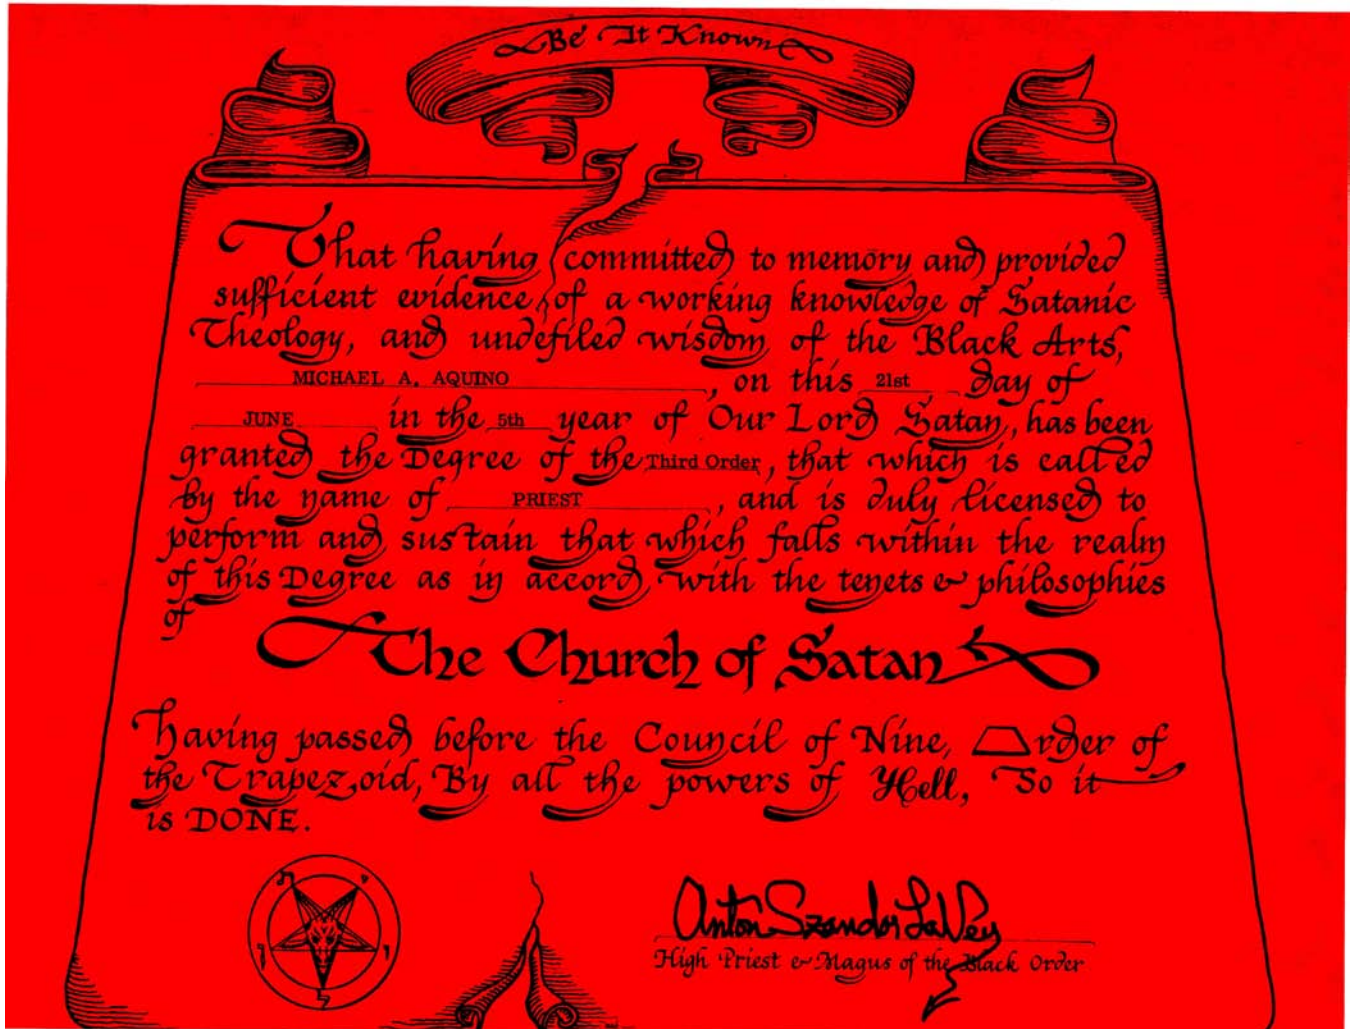 Be It Known
That having committed to memory and provided
sufficient evidence of a working knowledge of Satanic
Theology, and undefiled wisdom of the Black Arts,
MICHAEL A. AQUINO, on this 21st day of
JUNE in the 5th year of Our Lord Satan, has been
granted the Degree of the Third Order, that which is called
by the name of PRIEST, and is duly licensed to
perform and sustain that which falls within the realm
of this Degree as in accord with the tenets & philosophies
of
The Church of Satan
Having passed before the Council of Nine, Order of
the Trapezoid, By all the powers of Hell, So it
is DONE.
Anton Szandor LaVey
High Priest & Magus of the Black Order